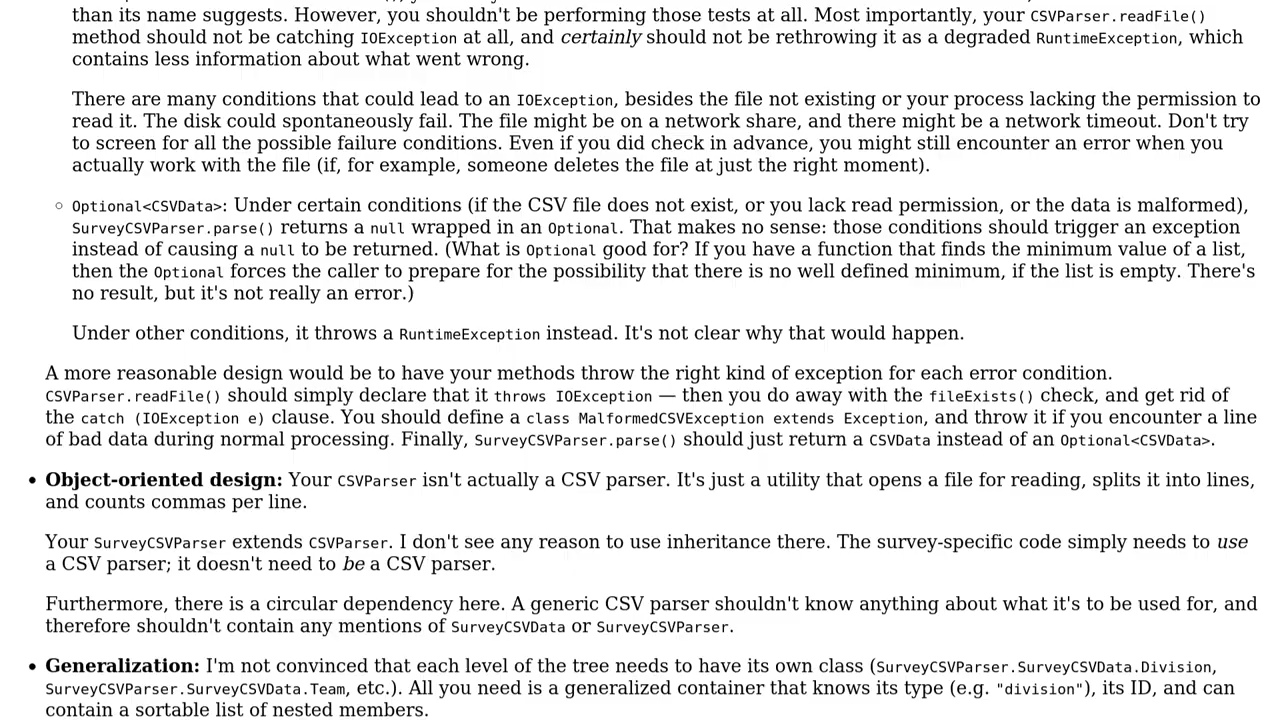 than its name suggests. However, you shouldn't be performing those tests at all. Most importantly, your CSVParser.readFile()
method should not be catching IOException at all, and certainly should not be rethrowing it as a degraded RuntimeException, which
contains less information about what went wrong.
There are many conditions that could lead to an IOException, besides the file not existing or your process lacking the permission to
read it. The disk could spontaneously fail. The file might be on a network share, and there might be a network timeout. Don't try
to screen for all the possible failure conditions. Even if you did check in advance, you might still encounter an error when you
actually work with the file (if, for example, someone deletes the file at just the right moment).
◦ Optional<CSVData>: Under certain conditions (if the CSV file does not exist, or you lack read permission, or the data is malformed),
SurveyCSVParser.parse() returns a null wrapped in an Optional. That makes no sense: those conditions should trigger an exception
instead of causing a null to be returned. (What is Optional good for? If you have a function that finds the minimum value of a list,
then the Optional forces the caller to prepare for the possibility that there is no well defined minimum, if the list is empty. There's
no result, but it's not really an error.)
Under other conditions, it throws a RuntimeException instead. It's not clear why that would happen.
A more reasonable design would be to have your methods throw the right kind of exception for each error condition.
CSVParser.readFile() should simply declare that it throws IOException — then you do away with the fileExists() check, and get rid of
the catch (IOException e) clause. You should define a class MalformedCSVException extends Exception, and throw it if you encounter a line
of bad data during normal processing. Finally, SurveyCSVParser.parse() should just return a CSVData instead of an Optional<CSVData>.
• Object-oriented design: Your CSVParser isn't actually a CSV parser. It's just a utility that opens a file for reading, splits it into lines,
and counts commas per line.
Your SurveyCSVParser extends CSVParser. I don't see any reason to use inheritance there. The survey-specific code simply needs to use
a CSV parser; it doesn't need to be a CSV parser.
Furthermore, there is a circular dependency here. A generic CSV parser shouldn't know anything about what it's to be used for, and
therefore shouldn't contain any mentions of SurveyCSVData or SurveyCSVParser.
• Generalization: I'm not convinced that each level of the tree needs to have its own class (SurveyCSVParser.SurveyCSVData.Division,
SurveyCSVParser.SurveyCSVData.Team, etc.). All you need is a generalized container that knows its type (e.g. "division"), its ID, and can
contain a sortable list of nested members.